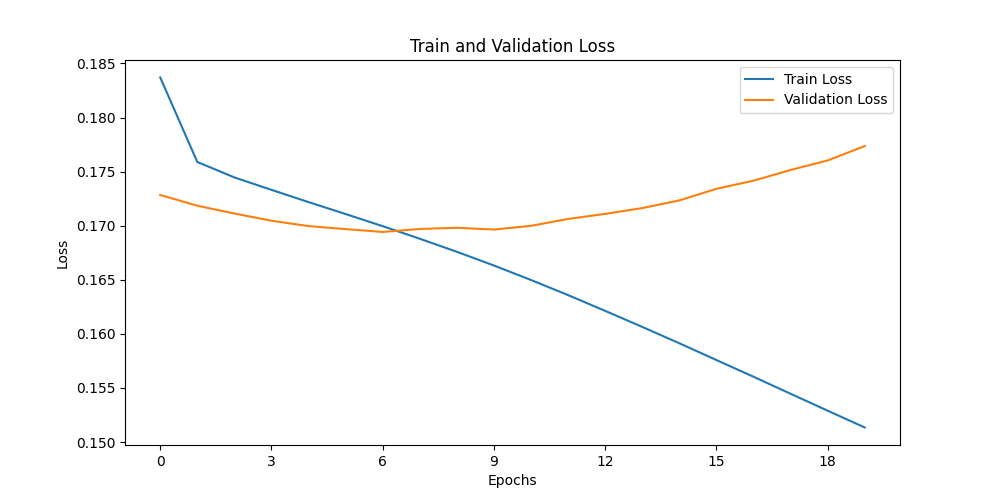 Train and Validation Loss
Train Loss
Validation Loss
Loss
0.185
0.180
0.175
0.170
0.165
0.160
0.155
0.150
0 3 6 9 12 15 18
Epochs